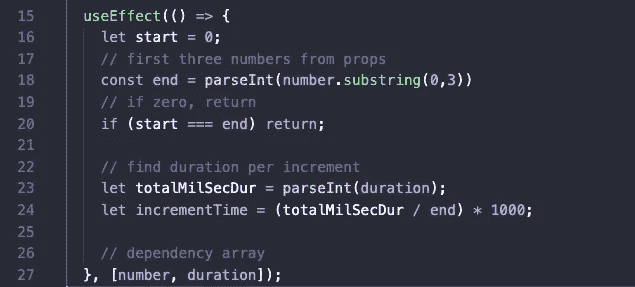 15 useEffect(() => {
16 let start = 0;
17 // first three numbers from props
18 const end = parseInt(number.substring(0,3))
19 // if zero, return
20 if (start === end) return;
21
22 // find duration per increment
23 let totalMilSecDur = parseInt(duration);
24 let incrementTime = (totalMilSecDur / end) * 1000;
25
26 // dependency array
27 }, [number, duration]);